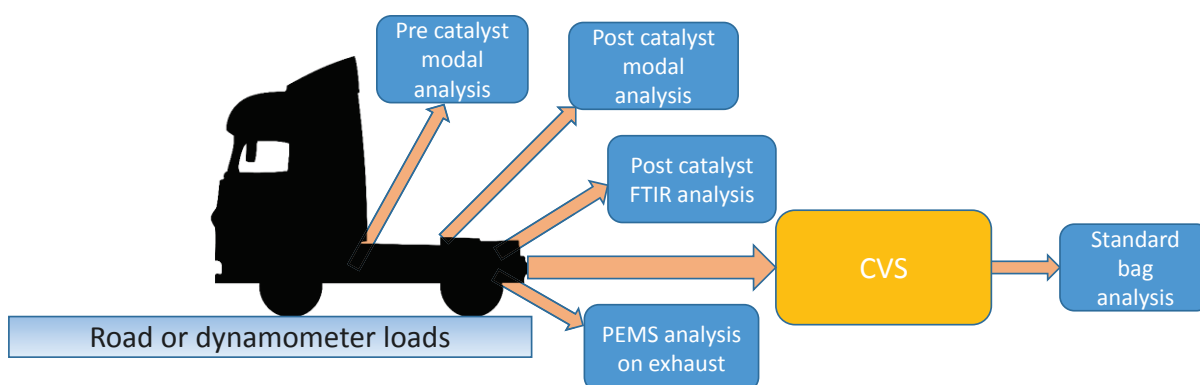 Pre catalyst
modal
analysis
Post catalyst
modal
analysis
Post catalyst
FTIR analysis
CVS
Standard
bag
analysis
PEMS analysis
on exhaust
Road or dynamometer loads